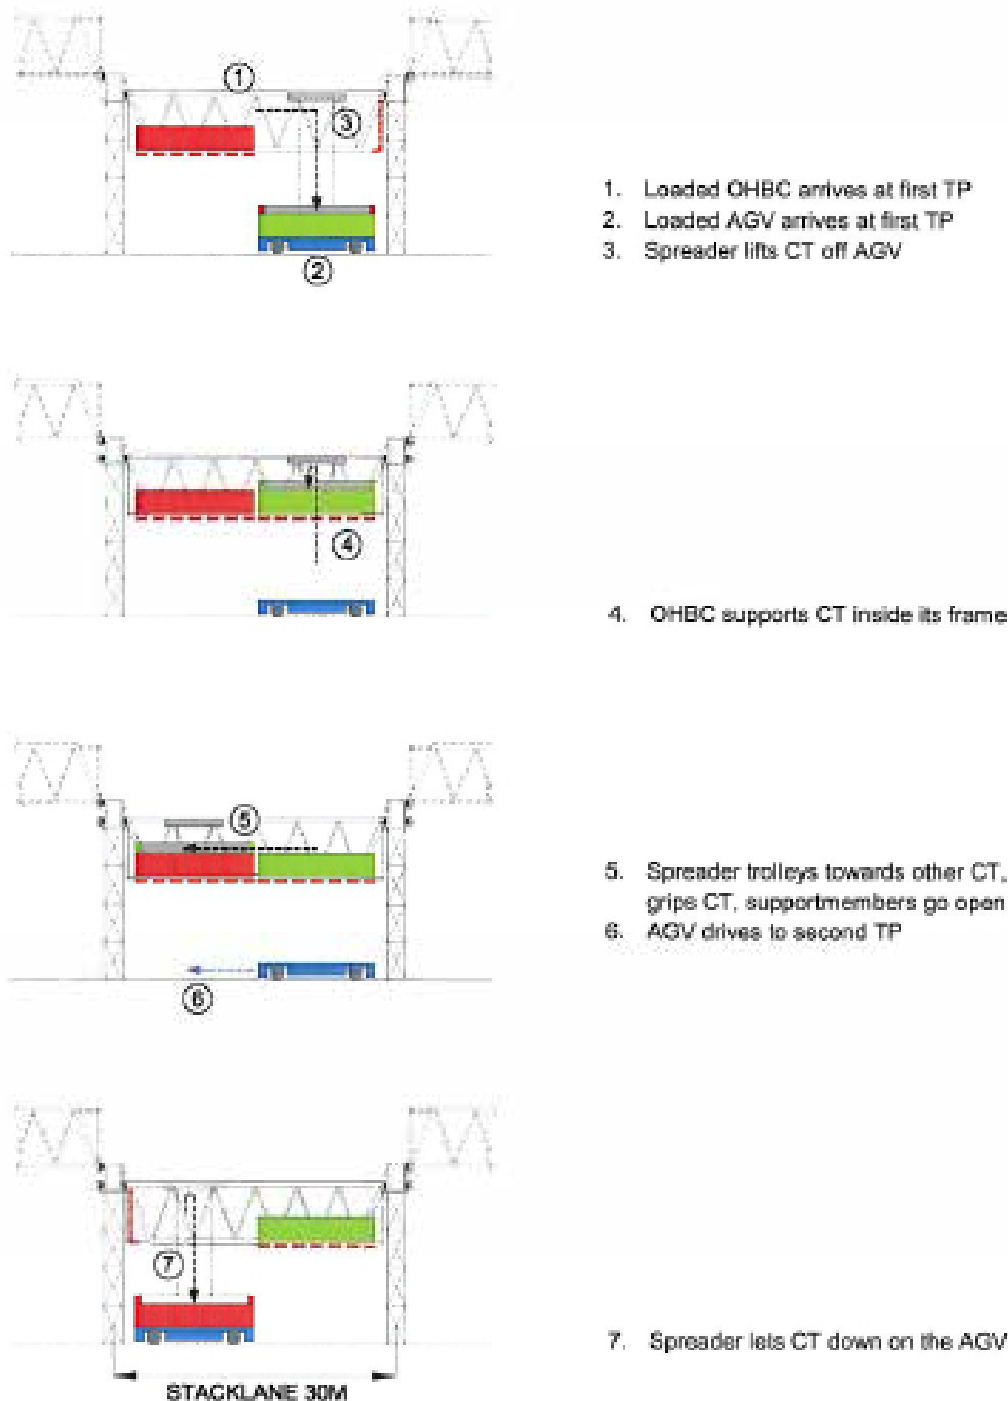 1
3
2
1. Loaded OHBC arrives at first TP
2. Loaded AGV arrives at first TP
3. Spreader lifts CT off AGV
4
4. OHBC supports CT inside its frame
5
6
5. Spreader trolleys towards other CT,
grips CT, supportmembers go open
6. AGV drives to second TP
7
7. Spreader lets CT down on the AGV
STACKLANE 30M